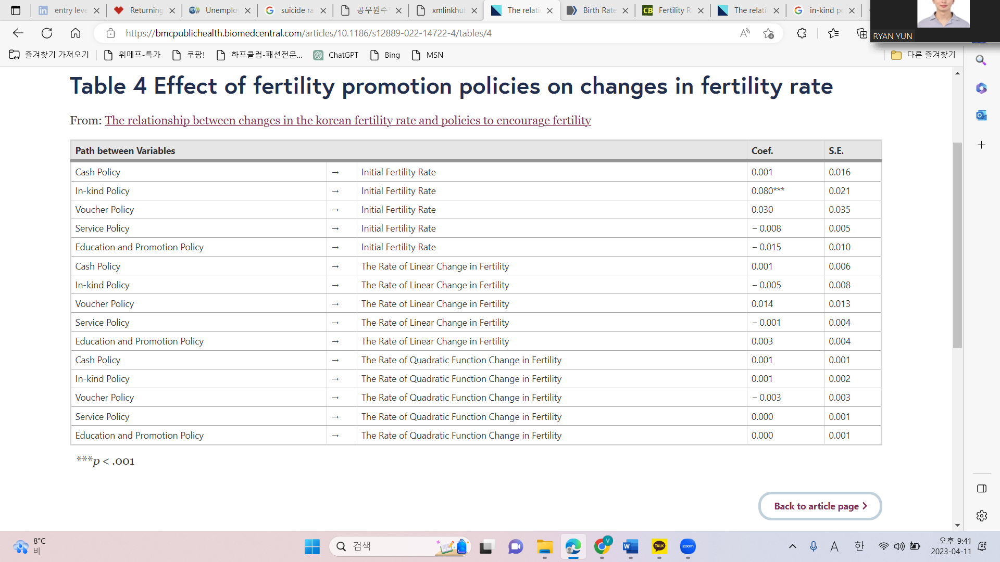 entry leve
Returning
Unemplo
suicide ra
공무원수
xmlinkhu
The relati
Birth Rate
Fertility R
The relati
in-kind po
RYAN YUN
https://bmcpublichealth.biomedcentral.com/articles/10.1186/s12889-022-14722-4/tables/4
즐겨찾기 가져오기 위메프-특가 쿠팡! 하프클럽-패션전문... ChatGPT Bing MSN 다른 즐겨찾기
Table 4 Effect of fertility promotion policies on changes in fertility rate
From: The relationship between changes in the korean fertility rate and policies to encourage fertility
Path between Variables Coef. S.E.
Cash Policy → Initial Fertility Rate 0.001 0.016
In-kind Policy → Initial Fertility Rate 0.080*** 0.021
Voucher Policy → Initial Fertility Rate 0.030 0.035
Service Policy → Initial Fertility Rate − 0.008 0.005
Education and Promotion Policy → Initial Fertility Rate − 0.015 0.010
Cash Policy → The Rate of Linear Change in Fertility 0.001 0.006
In-kind Policy → The Rate of Linear Change in Fertility − 0.005 0.008
Voucher Policy → The Rate of Linear Change in Fertility 0.014 0.013
Service Policy → The Rate of Linear Change in Fertility − 0.001 0.004
Education and Promotion Policy → The Rate of Linear Change in Fertility 0.003 0.004
Cash Policy → The Rate of Quadratic Function Change in Fertility 0.001 0.001
In-kind Policy → The Rate of Quadratic Function Change in Fertility 0.001 0.002
Voucher Policy → The Rate of Quadratic Function Change in Fertility − 0.003 0.003
Service Policy → The Rate of Quadratic Function Change in Fertility 0.000 0.001
Education and Promotion Policy → The Rate of Quadratic Function Change in Fertility 0.000 0.001
***p < .001
Back to article page
8°C
비
검색
TALK
zoom
한
오후 9:41
2023-04-11